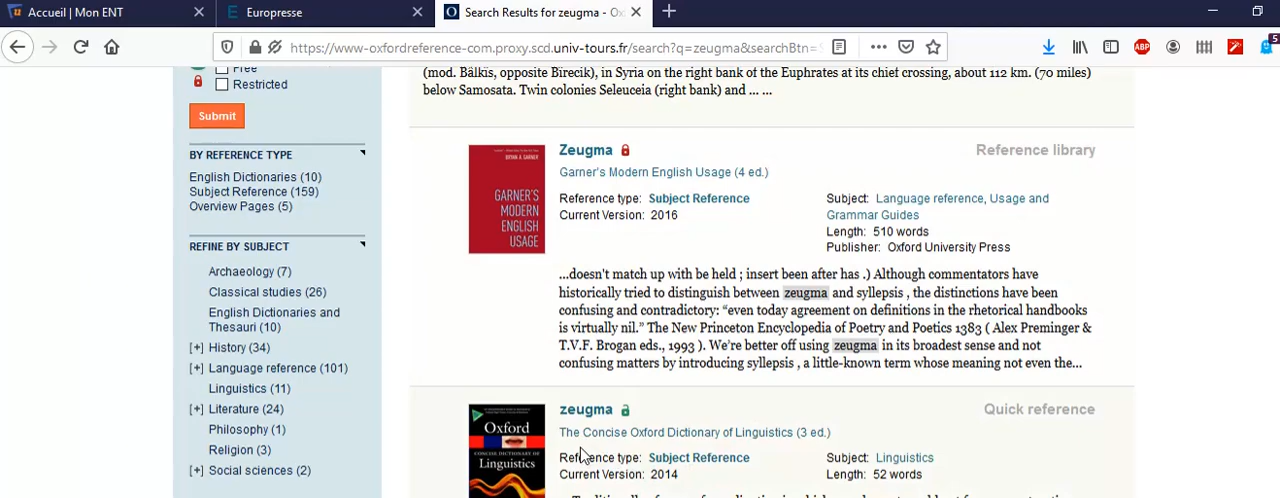 Accueil | Mon ENT
Europresse
Search Results for zeugma - Ox
https://www-oxfordreference-com.proxy.scd.univ-tours.fr/search?q=zeugma&searchBtn=S
ABP
5
Free
Restricted
Submit
BY REFERENCE TYPE
English Dictionaries (10)
Subject Reference (159)
Overview Pages (5)
REFINE BY SUBJECT
Archaeology (7)
Classical studies (26)
English Dictionaries and
Thesauri (10)
[+] History (34)
[+] Language reference (101)
Linguistics (11)
[+] Literature (24)
Philosophy (1)
Religion (3)
[+] Social sciences (2)
(mod. Bâlkîs, opposite Birecik), in Syria on the right bank of the Euphrates at its chief crossing, about 112 km. (70 miles)
below Samosata. Twin colonies Seleuceia (right bank) and ... ...
Zeugma
Reference library
Garner's Modern English Usage (4 ed.)
Reference type: Subject Reference
Current Version: 2016
Subject: Language reference, Usage and
Grammar Guides
Length: 510 words
Publisher: Oxford University Press
BRYAN A. GARNER
GARNER'S
MODERN
ENGLISH
USAGE
...doesn't match up with be held ; insert been after has .) Although commentators have
historically tried to distinguish between zeugma and syllepsis , the distinctions have been
confusing and contradictory: “even today agreement on definitions in the rhetorical handbooks
is virtually nil.” The New Princeton Encyclopedia of Poetry and Poetics 1383 ( Alex Preminger &
T.V.F. Brogan eds., 1993 ). We're better off using zeugma in its broadest sense and not
confusing matters by introducing syllepsis , a little-known term whose meaning not even the...
zeugma
Quick reference
The Concise Oxford Dictionary of Linguistics (3 ed.)
Reference type: Subject Reference
Current Version: 2014
Subject: Linguistics
Length: 52 words
Oxford
CONCISE DICTIONARY OF
Linguistics